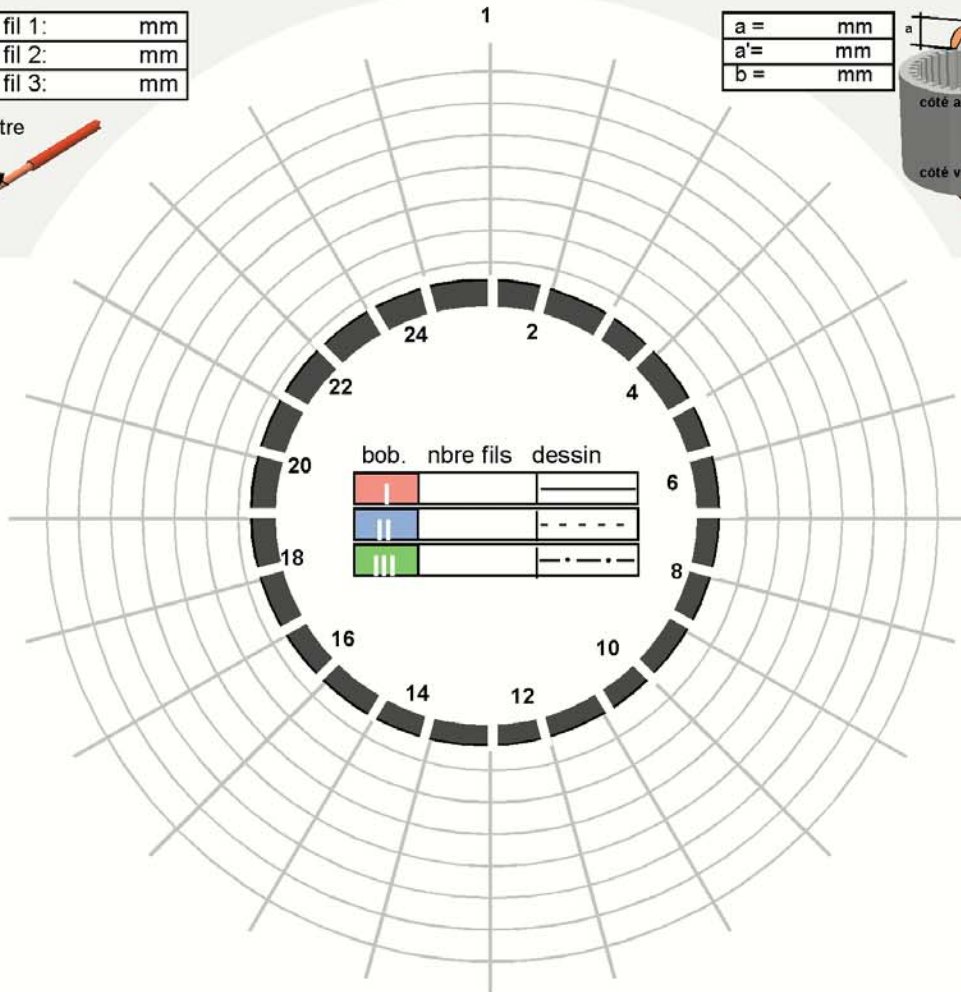 fil 1: mm
fil 2: mm
fil 3: mm
tre
1
a = mm
a'= mm
b = mm
a
côté a
côté v
24
2
22
4
20
6
bob. nbre fils dessin
I
II
III
18
8
16
10
14
12